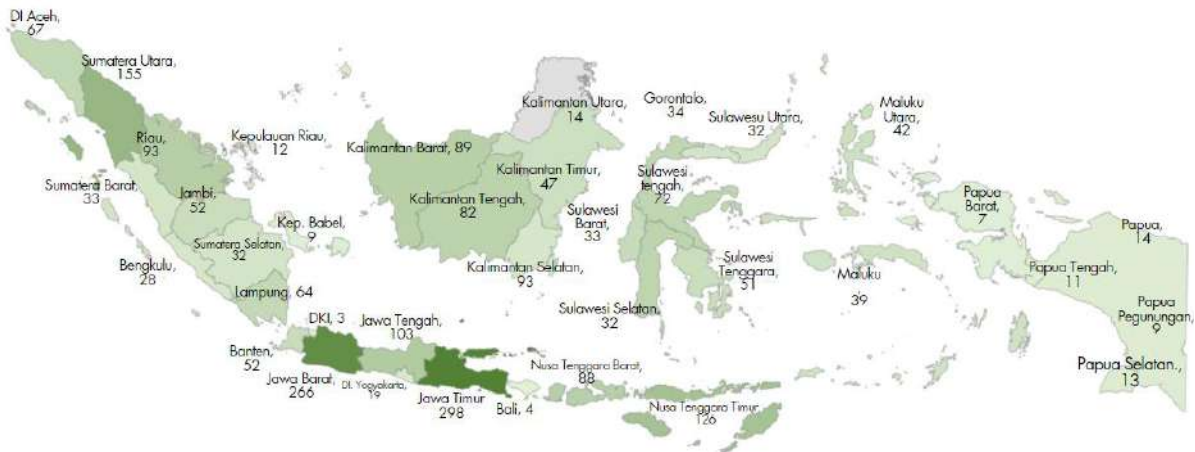 DI Aceh,
67
Sumatera Utara,
155
Riau,
93
Kepulauan Riau,
12
Sumatera Barat,
33
Jambi,
52
Kep. Babel,
9
Sumatera Selatan,
32
Bengkulu,
28
Lampung, 64
DKI, 3
Jawa Tengah,
103
Banten,
52
Jawa Barat,
266
DI. Yogyakarta,
19
Jawa Timur
298
Bali, 4
Nusa Tenggara Barat,
88
Nusa Tenggara Timur
126
Kalimantan Utara,
14
Kalimantan Barat, 89
Kalimantan Timur,
47
Kalimantan Tengah,
82
Kalimantan Selatan,
93
Gorontalo,
34
Sulawesu Utara,
32
Sulawesi
tengah,
72
Sulawesi
Barat,
33
Sulawesi
Tenggara,
51
Sulawesi Selatan,
32
Maluku
Utara,
42
Maluku
,
39
Papua
Barat,
7
Papua,
14
Papua Tengah,
11
Papua
Pegunungan,
9
Papua Selatan.,
13